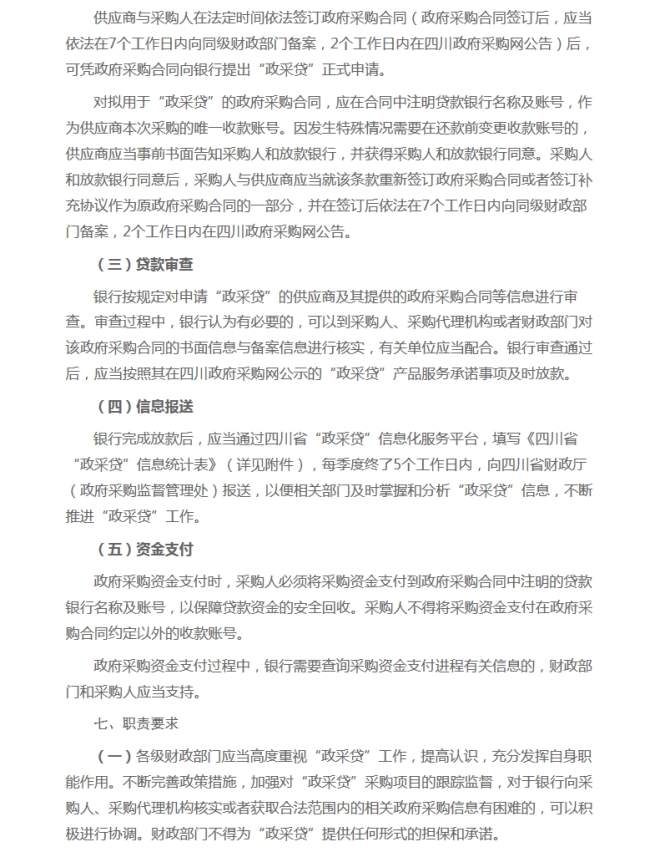 供应商与采购人在法定时间依法签订政府采购合同（政府采购合同签订后，应当
依法在7个工作日内向同级财政部门备案，2个工作日内在四川政府采购网公告）后，
可凭政府采购合同向银行提出“政采贷”正式申请。
对拟用于“政采贷”的政府采购合同，应在合同中注明贷款银行名称及账号，作
为供应商本次采购的唯一收款账号。因发生特殊情况需要在还款前变更收款账号的，
供应商应当事前书面告知采购人和放款银行，并获得采购人和放款银行同意。采购人
和放款银行同意后，采购人与供应商应当就该条款重新签订政府采购合同或者签订补
充协议作为原政府采购合同的一部分，并在签订后依法在7个工作日内向同级财政部
门备案，2个工作日内在四川政府采购网公告。
（三）贷款审查
银行按规定对申请“政采贷”的供应商及其提供的政府采购合同等信息进行审
查。审查过程中，银行认为有必要的，可以到采购人、采购代理机构或者财政部门对
该政府采购合同的书面信息与备案信息进行核实，有关单位应当配合。银行审查通过
后，应当按照其在四川政府采购网公示的“政采贷”产品服务承诺事项及时放款。
（四）信息报送
银行完成放款后，应当通过四川省“政采贷”信息化服务平台，填写《四川省
“政采贷”信息统计表》（详见附件），每季度终了5个工作日内，向四川省财政厅
（政府采购监督管理处）报送，以便相关部门及时掌握和分析“政采贷”信息，不断
推进“政采贷”工作。
（五）资金支付
政府采购资金支付时，采购人必须将采购资金支付到政府采购合同中注明的贷款
银行名称及账号，以保障贷款资金的安全回收。采购人不得将采购资金支付在政府采
购合同约定以外的收款账号。
政府采购资金支付过程中，银行需要查询采购资金支付进程有关信息的，财政部
门和采购人应当支持。
七、职责要求
（一）各级财政部门应当高度重视“政采贷”工作，提高认识，充分发挥自身职
能作用。不断完善政策措施，加强对“政采贷”采购项目的跟踪监督，对于银行向采
购人、采购代理机构核实或者获取合法范围内的相关政府采购信息有困难的，可以积
极进行协调。财政部门不得为“政采贷”提供任何形式的担保和承诺。